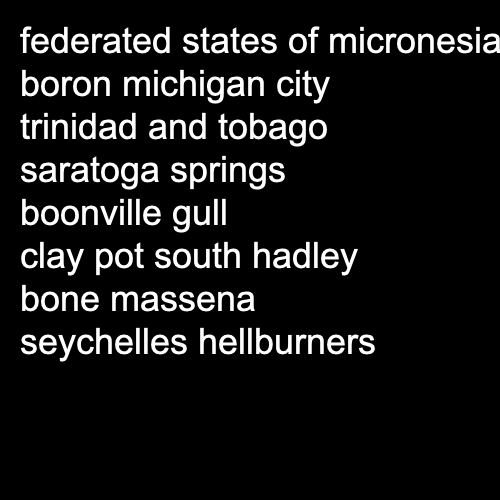 federated states of micronesia
boron michigan city
trinidad and tobago
saratoga springs
boonville gull
clay pot south hadley
bone massena
seychelles hellburners